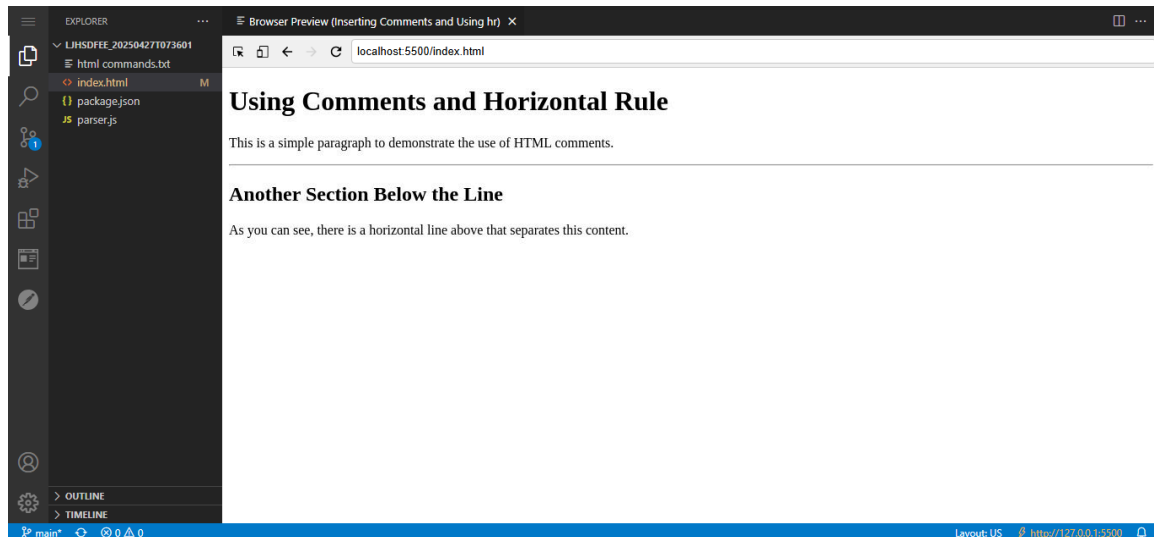 EXPLORER
LJHSDFEE_20250427T073601
html commands.txt
<> index.html M
{} package.json
JS parser.js
OUTLINE
TIMELINE
Browser Preview (Inserting Comments and Using hr)
localhost:5500/index.html
Using Comments and Horizontal Rule
This is a simple paragraph to demonstrate the use of HTML comments.
Another Section Below the Line
As you can see, there is a horizontal line above that separates this content.
1
main* 0 0 Layout: US http://127.0.0.1:5500